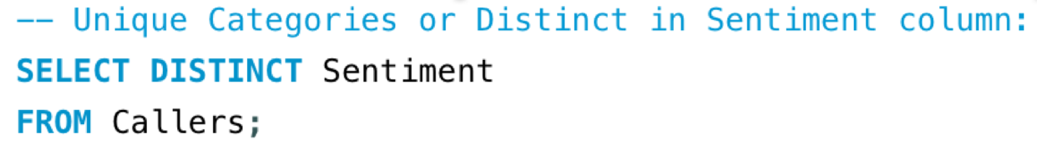 -- Unique Categories or Distinct in Sentiment column:
SELECT DISTINCT Sentiment
FROM Callers;